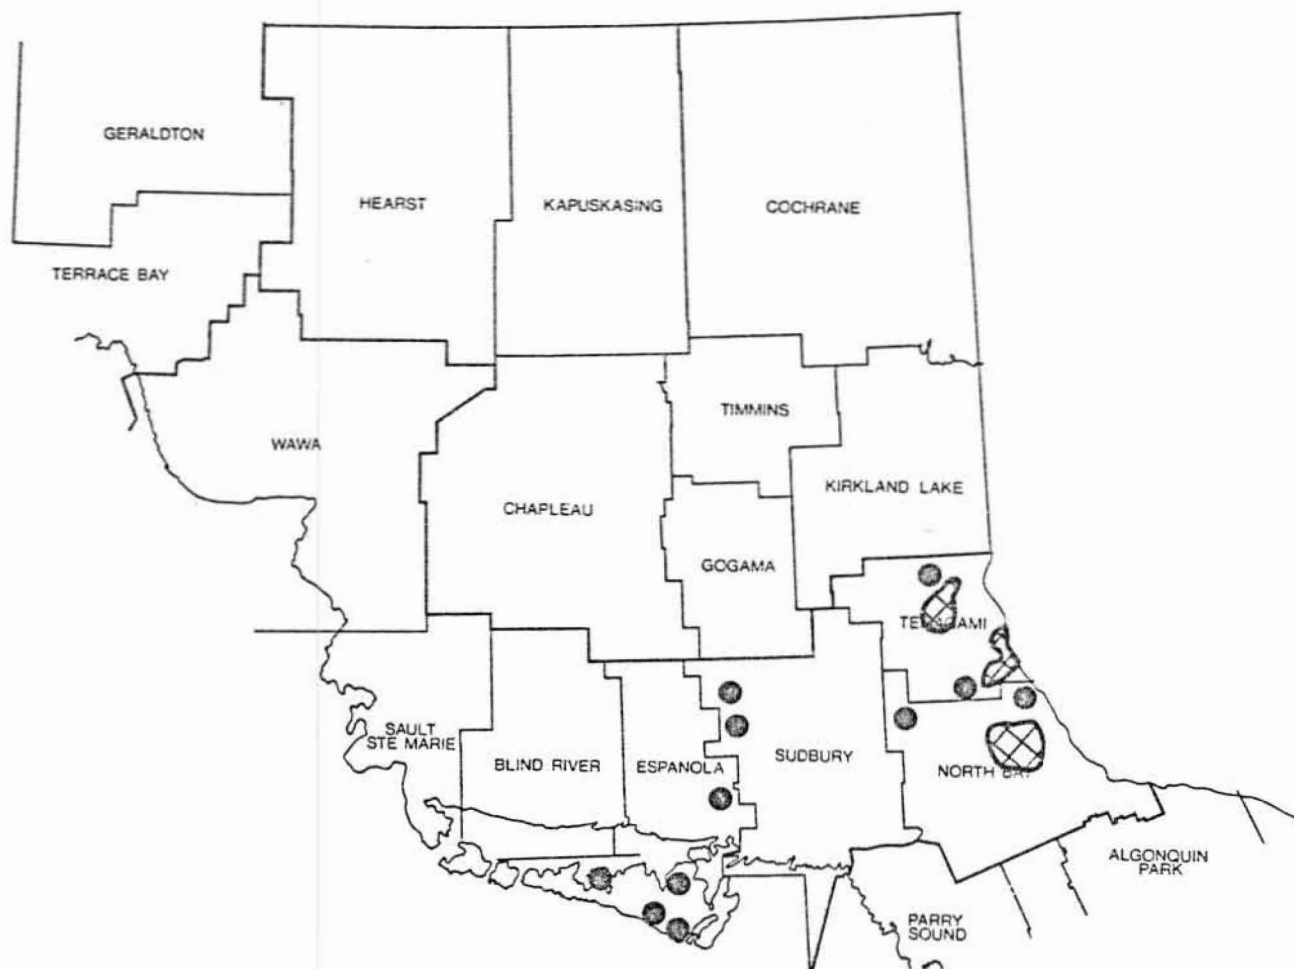 GERALDTON
HEARST
KAPUSKASING
COCHRANE
TERRACE BAY
TIMMINS
WAWA
KIRKLAND LAKE
CHAPLEAU
GOGAMA
TEMAGAMI
SAULT
STE MARIE
BLIND RIVER
ESPANOLA
SUDBURY
NORTH BAY
ALGONQUIN
PARK
PARRY
SOUND